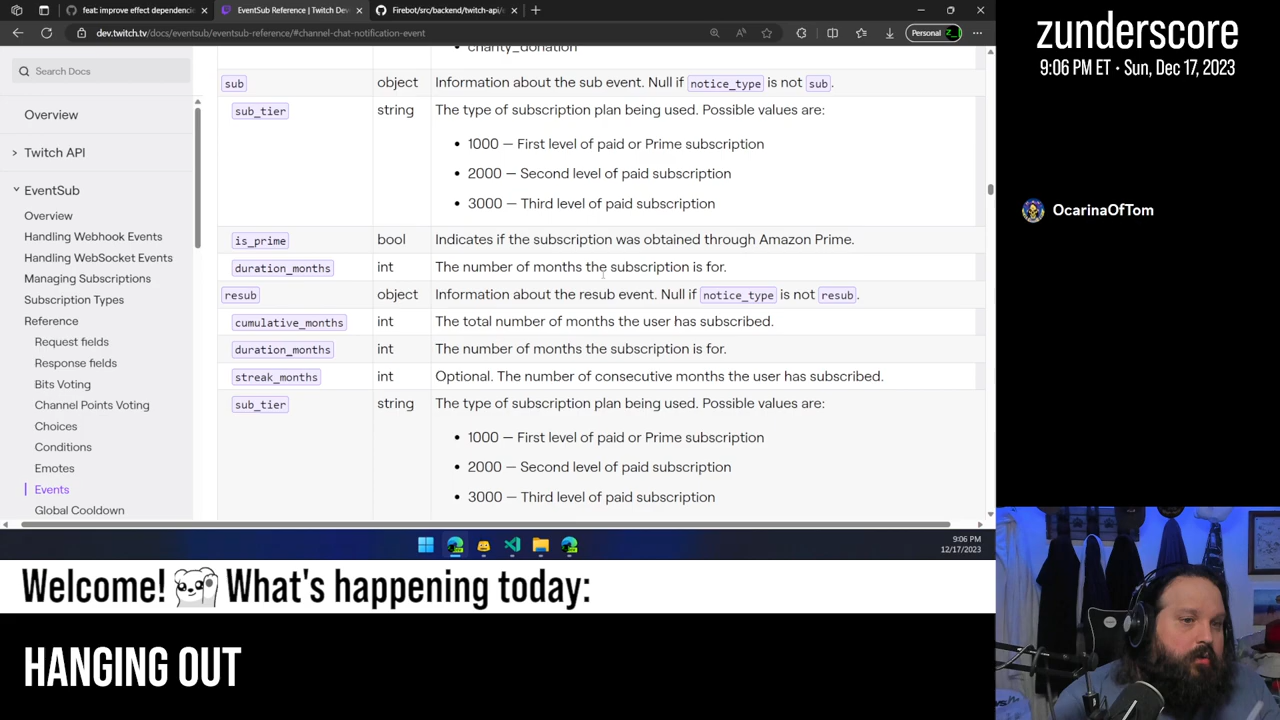 feat: improve effect dependenci
EventSub Reference | Twitch Dev
Firebot/src/backend/twitch-api/
dev.twitch.tv/docs/eventsub/eventsub-reference/#channel-chat-notification-event
Personal
Search Docs
Overview
Twitch API
EventSub
Overview
Handling Webhook Events
Handling WebSocket Events
Managing Subscriptions
Subscription Types
Reference
Request fields
Response fields
Bits Voting
Channel Points Voting
Choices
Conditions
Emotes
Events
Global Cooldown
charity_donation
sub object Information about the sub event. Null if notice_type is not sub.
sub_tier string The type of subscription plan being used. Possible values are:
• 1000 — First level of paid or Prime subscription
• 2000 — Second level of paid subscription
• 3000 — Third level of paid subscription
is_prime bool Indicates if the subscription was obtained through Amazon Prime.
duration_months int The number of months the subscription is for.
resub object Information about the resub event. Null if notice_type is not resub.
cumulative_months int The total number of months the user has subscribed.
duration_months int The number of months the subscription is for.
streak_months int Optional. The number of consecutive months the user has subscribed.
sub_tier string The type of subscription plan being used. Possible values are:
• 1000 — First level of paid or Prime subscription
• 2000 — Second level of paid subscription
• 3000 — Third level of paid subscription
9:06 PM
12/17/2023
zunderscore
9:06 PM ET • Sun, Dec 17, 2023
OcarinaOfTom
Welcome! What's happening today:
HANGING OUT